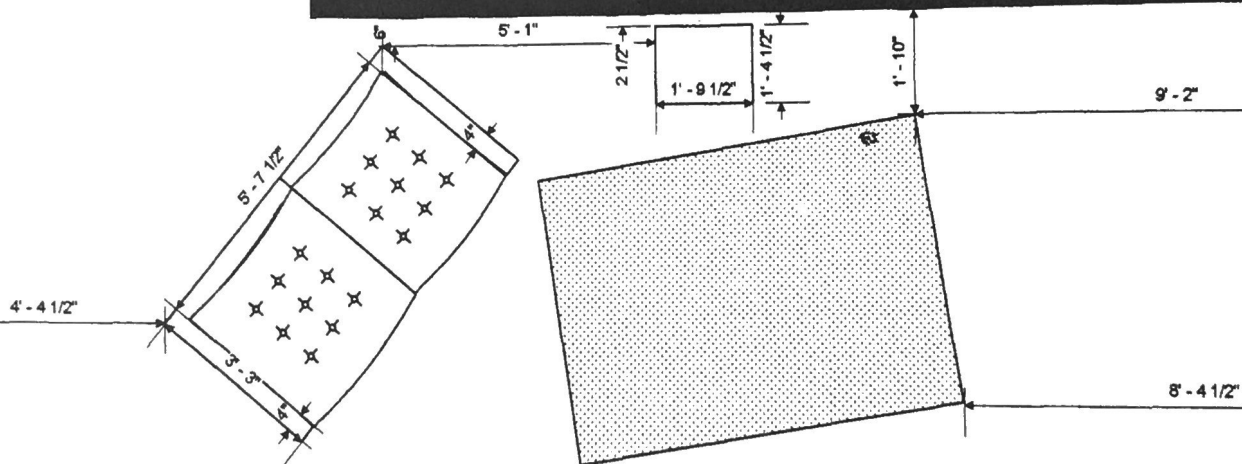 6"
5' - 1"
2 1/2"
1' - 9 1/2"
1' - 4 1/2"
1' - 10"
9' - 2"
4"
5' - 7 1/2"
4' - 4 1/2"
3' - 3"
4"
8' - 4 1/2"